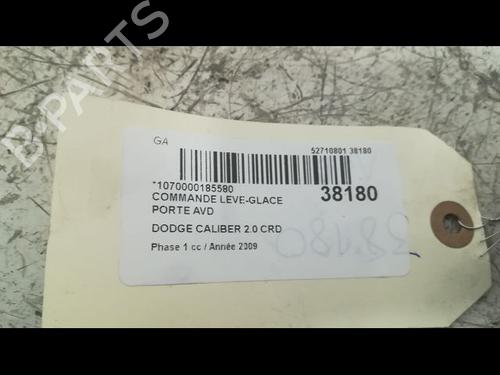 B-PARTS
GA
52710801 38180
*1070000185580
38180
COMMANDE LEVE-GLACE
PORTE AVD
DODGE CALIBER 2.0 CRD
Phase 1 cc / Année 2009
38180